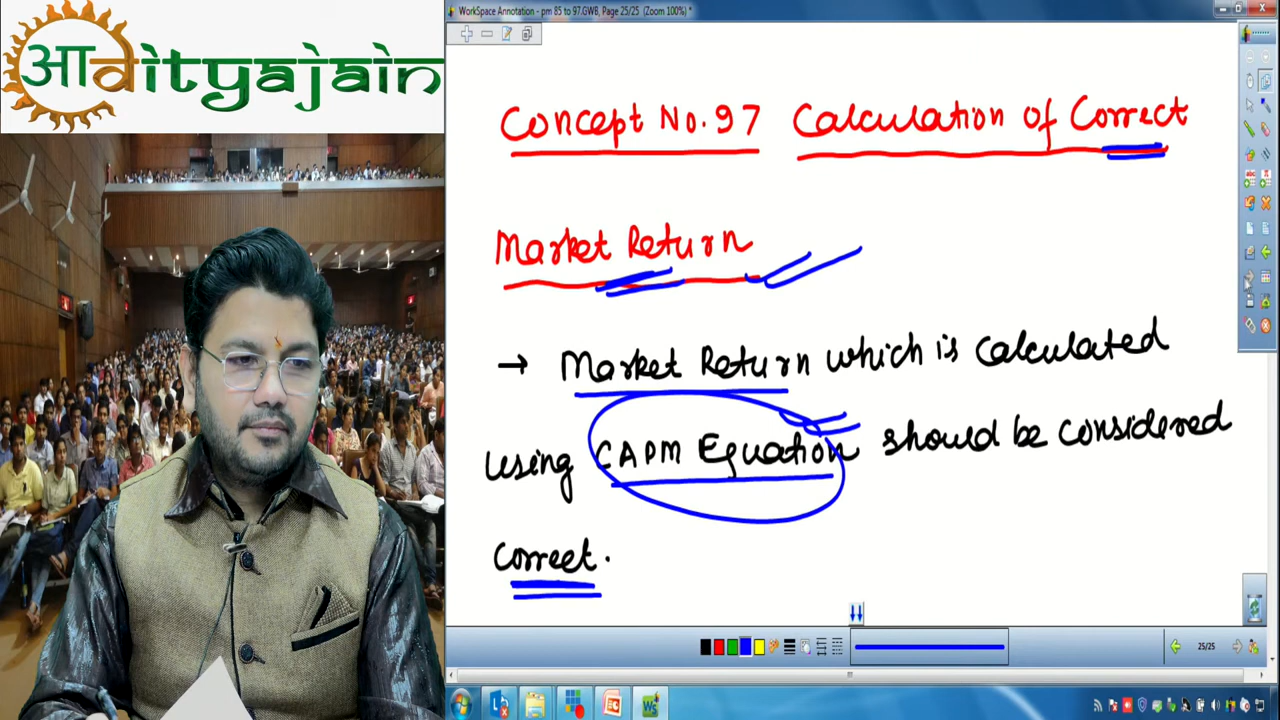 आdityajain
WorkSpace Annotation - pm 85 to 97.GWB, Page 25/25 (Zoom 100%) *
Concept No. 97 Calculation of Correct
Market Return
→ Market Return which is calculated
using CAPM Equation should be considered
Correct.
25/25